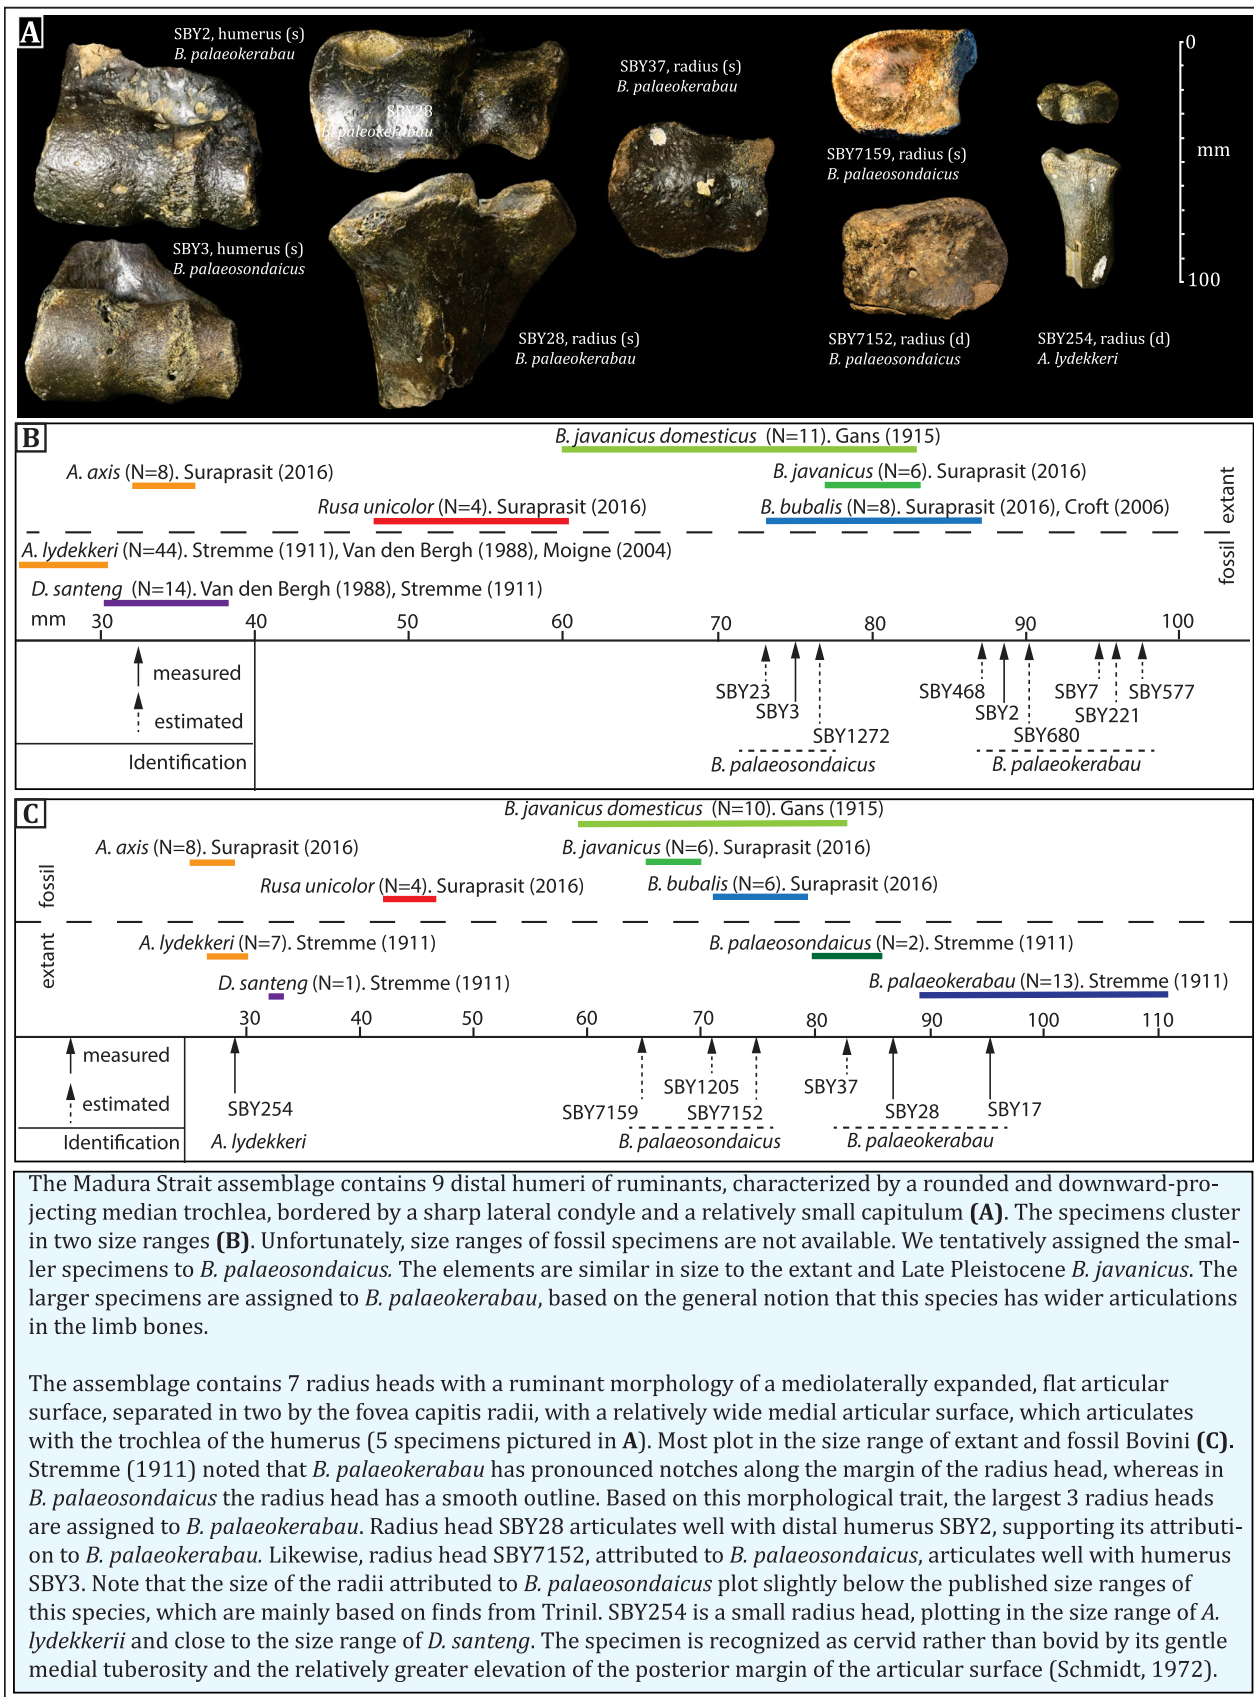 A
SBY2, humerus (s)
B. palaeokerabau
SBY28
B. paleokerabau
SBY37, radius (s)
B. palaeokerabau
SBY7159, radius (s)
B. palaeosondaicus
0
mm
100
SBY3, humerus (s)
B. palaeosondaicus
SBY28, radius (s)
B. palaeokerabau
SBY7152, radius (d)
B. palaeosondaicus
SBY254, radius (d)
A. lydekkeri
B
B. javanicus domesticus (N=11). Gans (1915)
A. axis (N=8). Suraprasit (2016)
B. javanicus (N=6). Suraprasit (2016)
Rusa unicolor (N=4). Suraprasit (2016)
B. bubalis (N=8). Suraprasit (2016), Croft (2006)
extant
fossil
A. lydekkeri (N=44). Stremme (1911), Van den Bergh (1988), Moigne (2004)
D. santeng (N=14). Van den Bergh (1988), Stremme (1911)
mm 30 40 50 60 70 80 90 100
measured
estimated
Identification
SBY23
SBY3
SBY1272
B. palaeosondaicus
SBY468
SBY2
SBY680
SBY7
SBY221
SBY577
B. palaeokerabau
C
B. javanicus domesticus (N=10). Gans (1915)
A. axis (N=8). Suraprasit (2016)
B. javanicus (N=6). Suraprasit (2016)
Rusa unicolor (N=4). Suraprasit (2016)
B. bubalis (N=6). Suraprasit (2016)
fossil
extant
A. lydekkeri (N=7). Stremme (1911)
B. palaeosondaicus (N=2). Stremme (1911)
D. santeng (N=1). Stremme (1911)
B. palaeokerabau (N=13). Stremme (1911)
30 40 50 60 70 80 90 100 110
measured
estimated
Identification
SBY254
A. lydekkeri
SBY7159
SBY1205
SBY7152
B. palaeosondaicus
SBY37
SBY28
SBY17
B. palaeokerabau
The Madura Strait assemblage contains 9 distal humeri of ruminants, characterized by a rounded and downward-pro-
jecting median trochlea, bordered by a sharp lateral condyle and a relatively small capitulum (A). The specimens cluster
in two size ranges (B). Unfortunately, size ranges of fossil specimens are not available. We tentatively assigned the smal-
ler specimens to B. palaeosondaicus. The elements are similar in size to the extant and Late Pleistocene B. javanicus. The
larger specimens are assigned to B. palaeokerabau, based on the general notion that this species has wider articulations
in the limb bones.
The assemblage contains 7 radius heads with a ruminant morphology of a mediolaterally expanded, flat articular
surface, separated in two by the fovea capitis radii, with a relatively wide medial articular surface, which articulates
with the trochlea of the humerus (5 specimens pictured in A). Most plot in the size range of extant and fossil Bovini (C).
Stremme (1911) noted that B. palaeokerabau has pronounced notches along the margin of the radius head, whereas in
B. palaeosondaicus the radius head has a smooth outline. Based on this morphological trait, the largest 3 radius heads
are assigned to B. palaeokerabau. Radius head SBY28 articulates well with distal humerus SBY2, supporting its attributi-
on to B. palaeokerabau. Likewise, radius head SBY7152, attributed to B. palaeosondaicus, articulates well with humerus
SBY3. Note that the size of the radii attributed to B. palaeosondaicus plot slightly below the published size ranges of
this species, which are mainly based on finds from Trinil. SBY254 is a small radius head, plotting in the size range of A.
lydekkerii and close to the size range of D. santeng. The specimen is recognized as cervid rather than bovid by its gentle
medial tuberosity and the relatively greater elevation of the posterior margin of the articular surface (Schmidt, 1972).